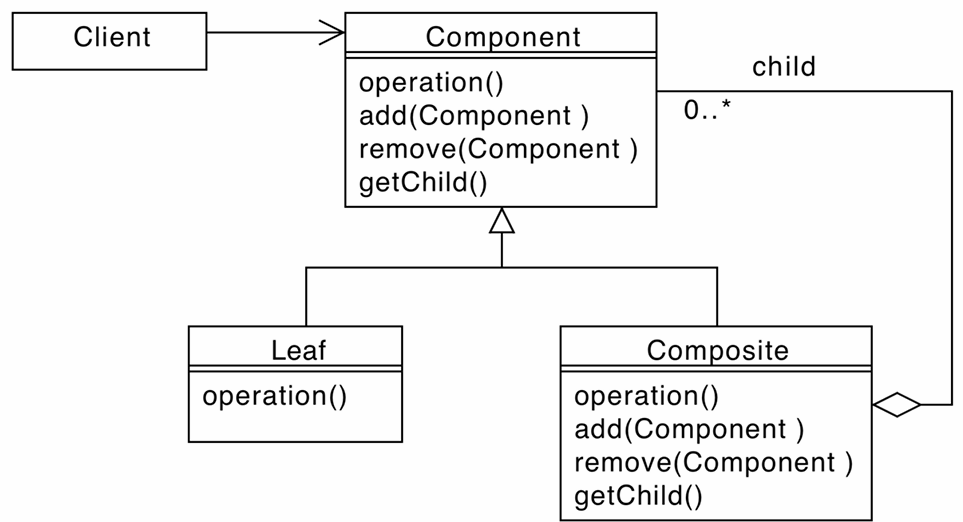 Client
Component
operation()
add(Component )
remove(Component )
getChild()
child
0..*
Leaf
operation()
Composite
operation()
add(Component )
remove(Component )
getChild()